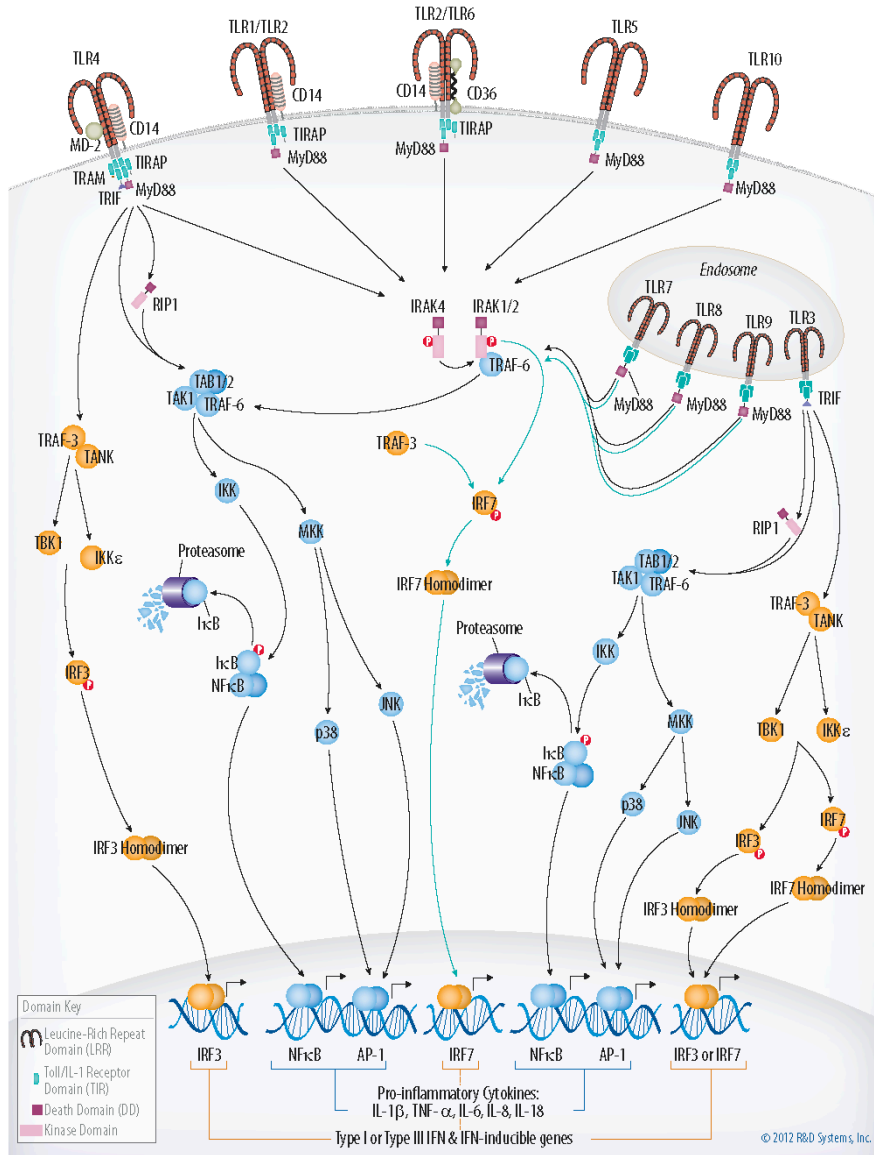 TLR4
TLR1/TLR2
TLR2/TLR6
TLR5
TLR10
CD14
MD-2
CD14
CD14
CD36
TIRAP
TRAM
TRIF
MyD88
TIRAP
MyD88
TIRAP
MyD88
MyD88
MyD88
Endosome
TLR7
TLR8
TLR9
TLR3
MyD88
MyD88
MyD88
TRIF
RIP1
IRAK4
IRAK1/2
P
P
TRAF-6
TAB1/2
TAK1
TRAF-6
TRAF-3
TANK
TRAF-3
IKK
IRF7
P
MKK
TBK1
IKKε
Proteasome
IκB
IRF7 Homodimer
RIP1
TAB1/2
TAK1
TRAF-6
TRAF-3
TANK
IRF3
P
P
IκB
NFκB
JNK
p38
Proteasome
IκB
IKK
P
IκB
NFκB
MKK
TBK1
IKKε
p38
JNK
IRF3
P
IRF7
P
IRF3 Homodimer
IRF3 Homodimer
IRF7 Homodimer
Domain Key
Leucine-Rich Repeat
Domain (LRR)
Toll/IL-1 Receptor
Domain (TIR)
Death Domain (DD)
Kinase Domain
IRF3
NFκB
AP-1
IRF7
NFκB
AP-1
IRF3 or IRF7
Pro-inflammatory Cytokines:
IL-1β, TNF-α, IL-6, IL-8, IL-18
Type I or Type III IFN & IFN-inducible genes
© 2012 R&D Systems, Inc.